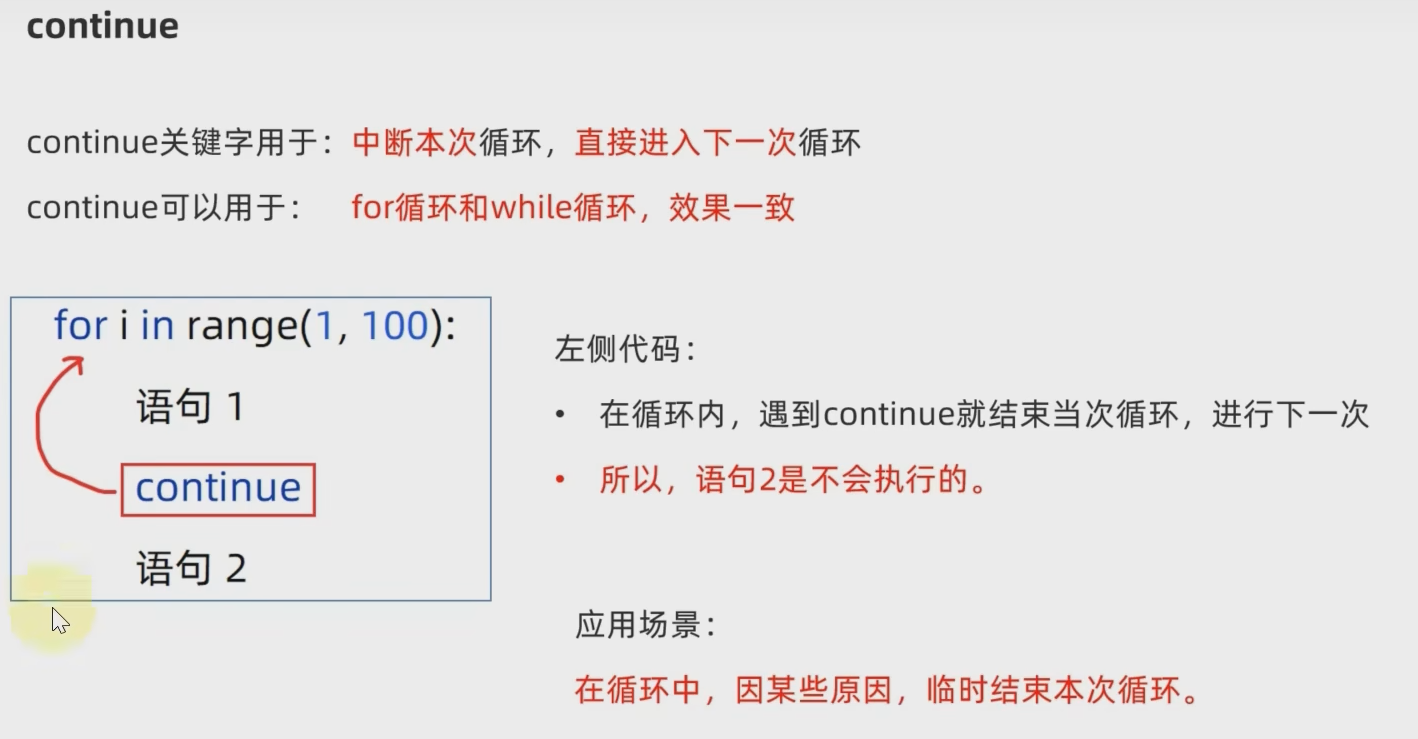 continue
continue关键字用于：中断本次循环，直接进入下一次循环
continue可以用于： for循环和while循环，效果一致
for i in range(1, 100):
语句 1
continue
语句 2
左侧代码：
• 在循环内，遇到continue就结束当次循环，进行下一次
• 所以，语句2是不会执行的。
应用场景：
在循环中，因某些原因，临时结束本次循环。